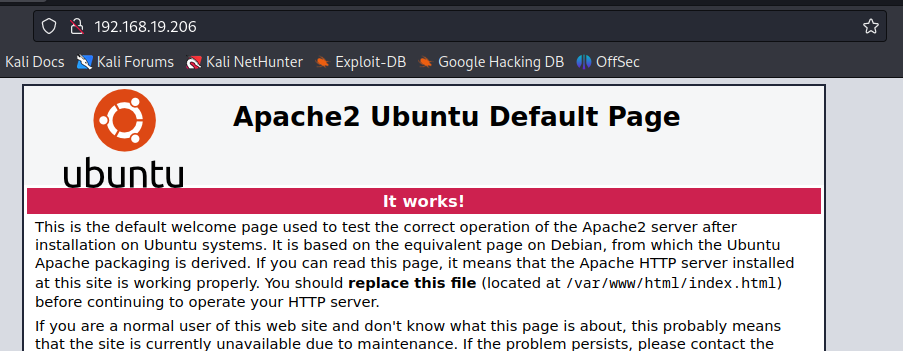 192.168.19.206
Kali Docs Kali Forums Kali NetHunter Exploit-DB Google Hacking DB OffSec
Apache2 Ubuntu Default Page
ubuntu
It works!
This is the default welcome page used to test the correct operation of the Apache2 server after
installation on Ubuntu systems. It is based on the equivalent page on Debian, from which the Ubuntu
Apache packaging is derived. If you can read this page, it means that the Apache HTTP server installed
at this site is working properly. You should replace this file (located at /var/www/html/index.html)
before continuing to operate your HTTP server.
If you are a normal user of this web site and don't know what this page is about, this probably means
that the site is currently unavailable due to maintenance. If the problem persists, please contact the